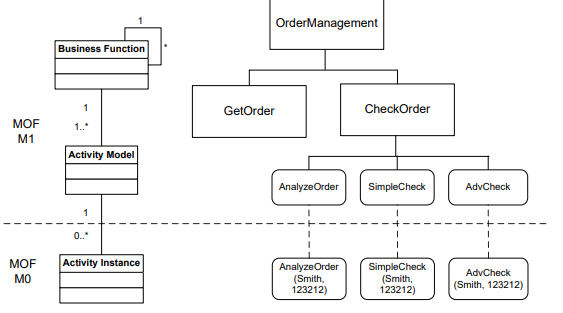 1
OrderManagement
Business Function
*
GetOrder
CheckOrder
1
MOF
M1
1..*
Activity Model
AnalyzeOrder
SimpleCheck
AdvCheck
1
0..*
MOF
M0
Activity Instance
AnalyzeOrder
(Smith,
123212)
SimpleCheck
(Smith,
123212)
AdvCheck
(Smith, 123212)